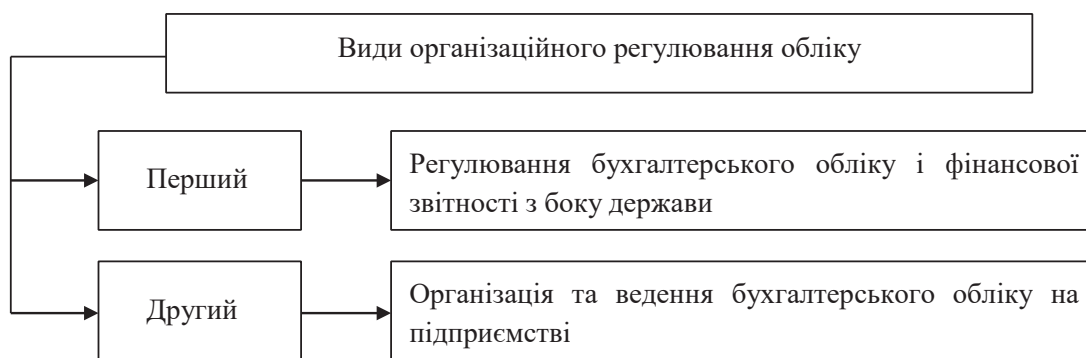 Види організаційного регулювання обліку
Перший
Регулювання бухгалтерського обліку і фінансової
звітності з боку держави
Другий
Організація та ведення бухгалтерського обліку на
підприємстві